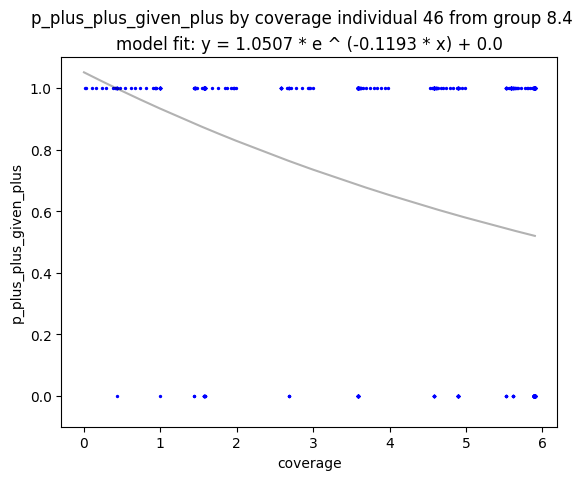 p_plus_plus_given_plus by coverage individual 46 from group 8.4
model fit: y = 1.0507 * e ^ (-0.1193 * x) + 0.0
p_plus_plus_given_plus
1.0
0.8
0.6
0.4
0.2
0.0
0 1 2 3 4 5 6
coverage